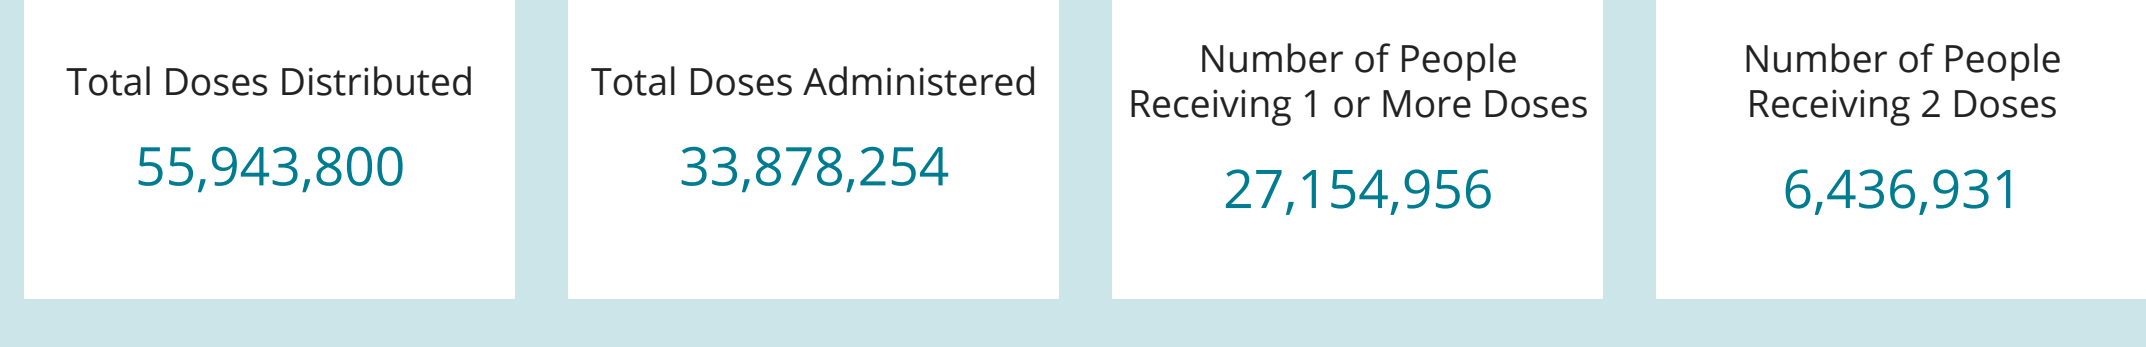 Total Doses Distributed
55,943,800
Total Doses Administered
33,878,254
Number of People
Receiving 1 or More Doses
27,154,956
Number of People
Receiving 2 Doses
6,436,931